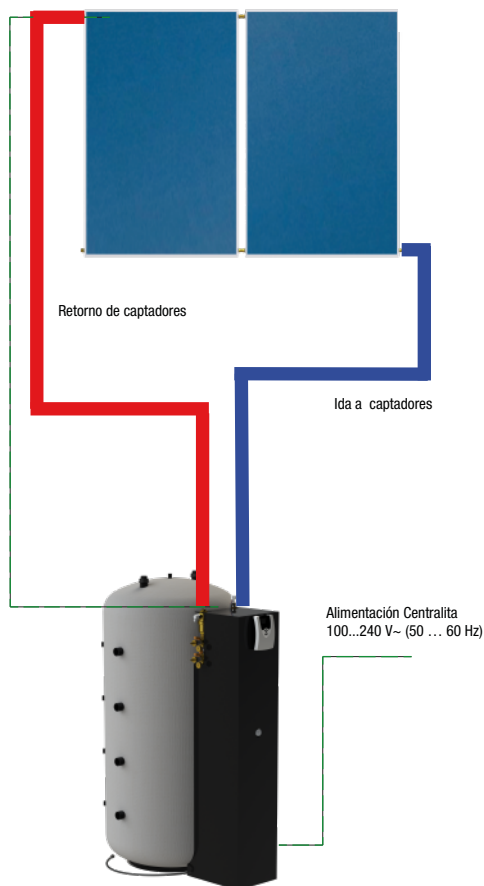 Retorno de captadores
Ida a captadores
Alimentación Centralita
100...240 V~ (50 … 60 Hz)